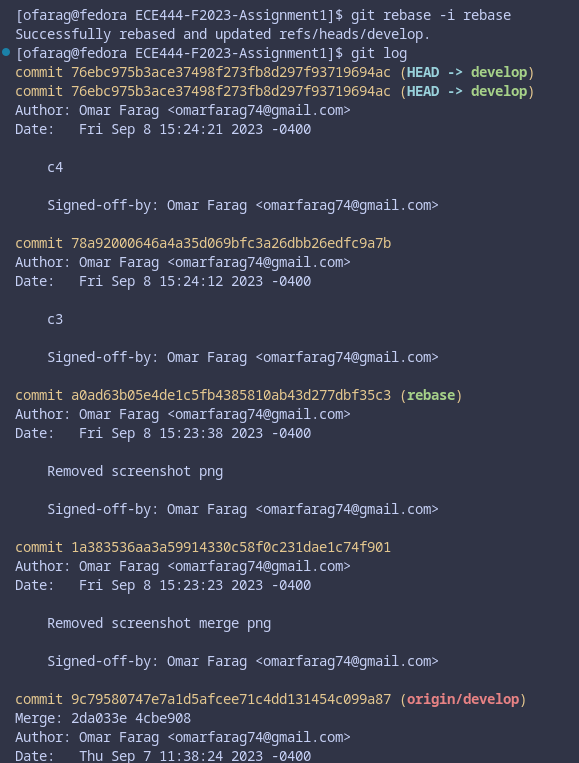 [ofarag@fedora ECE444-F2023-Assignment1]$ git rebase -i rebase
Successfully rebased and updated refs/heads/develop.
[ofarag@fedora ECE444-F2023-Assignment1]$ git log
commit 76ebc975b3ace37498f273fb8d297f93719694ac (HEAD -> develop)
commit 76ebc975b3ace37498f273fb8d297f93719694ac (HEAD -> develop)
Author: Omar Farag <omarfarag74@gmail.com>
Date:   Fri Sep 8 15:24:21 2023 -0400
c4
Signed-off-by: Omar Farag <omarfarag74@gmail.com>
commit 78a92000646a4a35d069bfc3a26dbb26edfc9a7b
Author: Omar Farag <omarfarag74@gmail.com>
Date:   Fri Sep 8 15:24:12 2023 -0400
c3
Signed-off-by: Omar Farag <omarfarag74@gmail.com>
commit a0ad63b05e4de1c5fb4385810ab43d277dbf35c3 (rebase)
Author: Omar Farag <omarfarag74@gmail.com>
Date:   Fri Sep 8 15:23:38 2023 -0400
Removed screenshot png
Signed-off-by: Omar Farag <omarfarag74@gmail.com>
commit 1a383536aa3a59914330c58f0c231dae1c74f901
Author: Omar Farag <omarfarag74@gmail.com>
Date:   Fri Sep 8 15:23:23 2023 -0400
Removed screenshot merge png
Signed-off-by: Omar Farag <omarfarag74@gmail.com>
commit 9c79580747e7a1d5afcee71c4dd131454c099a87 (origin/develop)
Merge: 2da033e 4cbe908
Author: Omar Farag <omarfarag74@gmail.com>
Date:   Thu Sep 7 11:38:24 2023 -0400